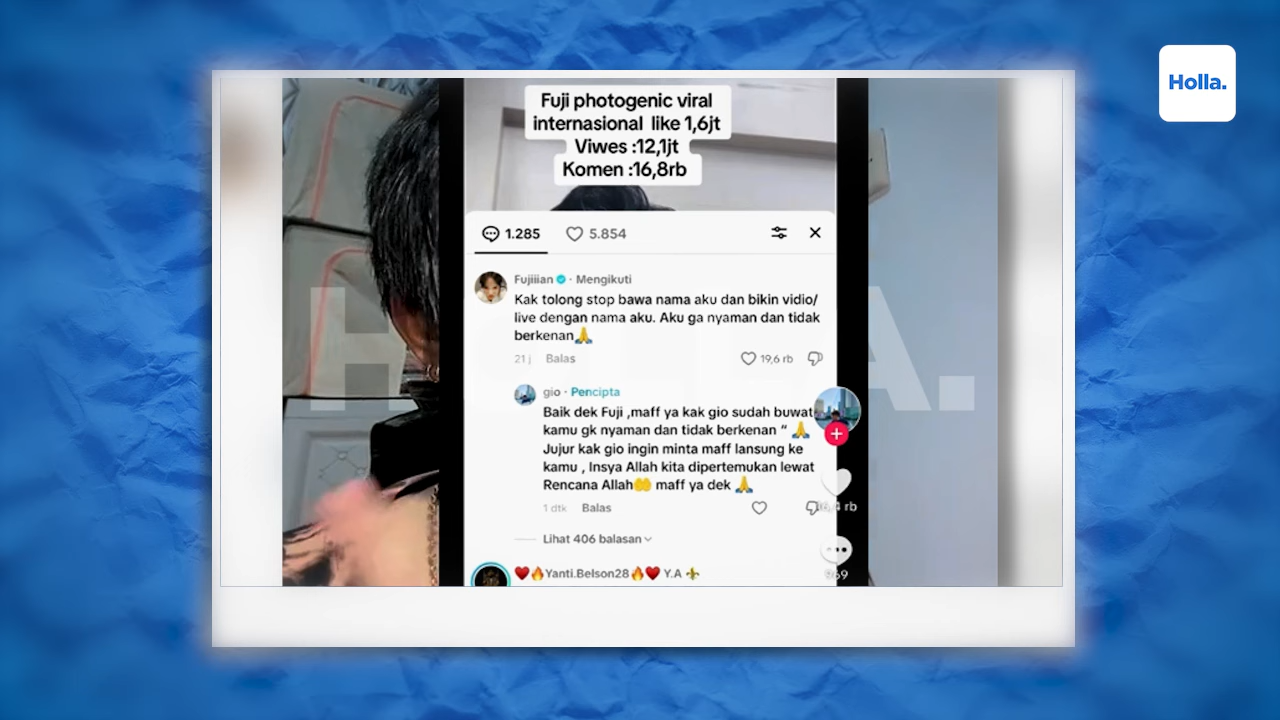 Holla.
Fuji photogenic viral
internasional like 1,6jt
Viwes :12,1jt
Komen :16,8rb
1.285 5.854
Fujiiian · Mengikuti
Kak tolong stop bawa nama aku dan bikin vidio/
live dengan nama aku. Aku ga nyaman dan tidak
berkenan🙏
21 j Balas 19,6 rb
gio · Pencipta
Baik dek Fuji ,maff ya kak gio sudah buwat
kamu gk nyaman dan tidak berkenan " 🙏
Jujur kak gio ingin minta maff lansung ke
kamu , Insya Allah kita dipertemukan lewat
Rencana Allah🤲 maff ya dek 🙏
1 dtk Balas
rb
Lihat 406 balasan
♥️🔥Yanti.Belson28🔥♥️ Y.A ⚜️